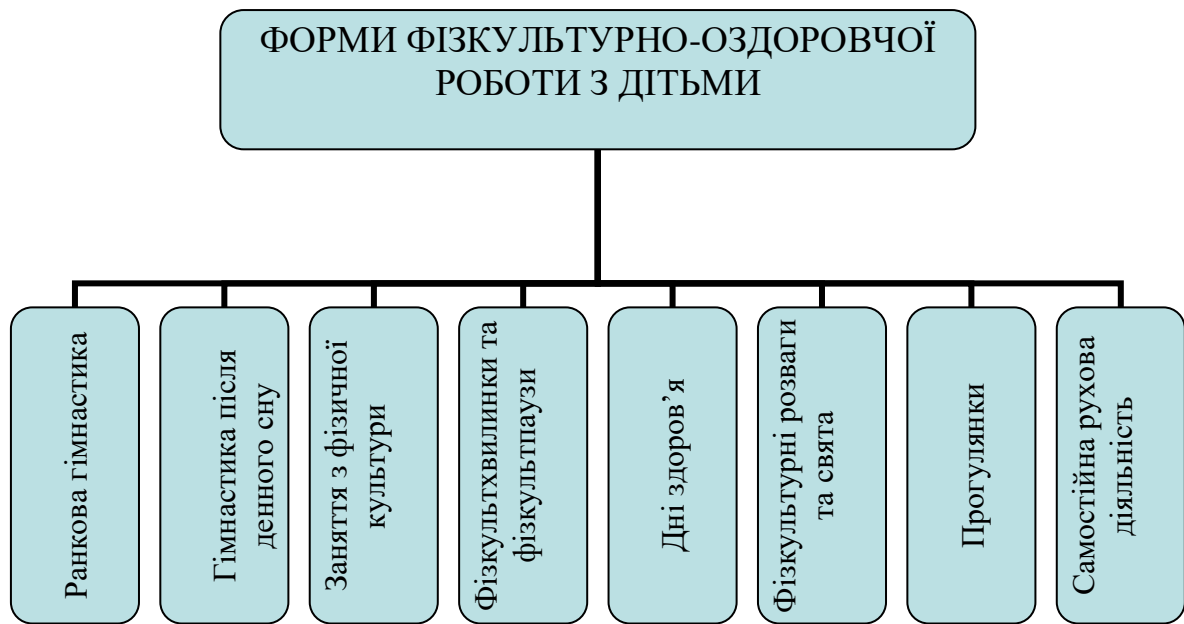 ФОРМИ ФІЗКУЛЬТУРНО-ОЗДОРОВЧОЇ
РОБОТИ З ДІТЬМИ
Ранкова гімнастика
Гімнастика після
денного сну
Заняття з фізичної
культури
Фізкультхвилинки та
фізкультпаузи
Дні здоров’я
Фізкультурні розваги
та свята
Прогулянки
Самостійна рухова
діяльність